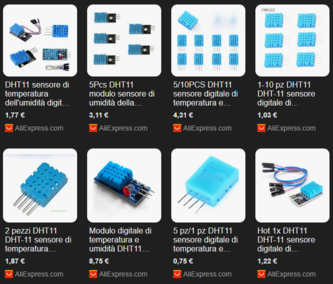 DHT11 sensore di
temperatura
dell'umidità digit...
1,77 €
AliExpress.com
5Pcs DHT11
modulo sensore di
umidità della...
3,11 €
AliExpress.com
5/10PCS DHT11
sensore digitale di
temperatura e...
4,31 €
AliExpress.com
1-10 pz DHT11
DHT-11 sensore
digitale di...
1,03 €
AliExpress.com
2 pezzi DHT11
DHT-11 sensore di
temperatura...
1,87 €
AliExpress.com
Modulo digitale di
temperatura e
umidità DHT11...
8,75 €
AliExpress.com
5 pz/1 pz DHT11
sensore digitale di
temperatura e...
0,75 €
AliExpress.com
Hot 1x DHT11
DHT-11 sensore
digitale di
1,22 €
AliExpress.com